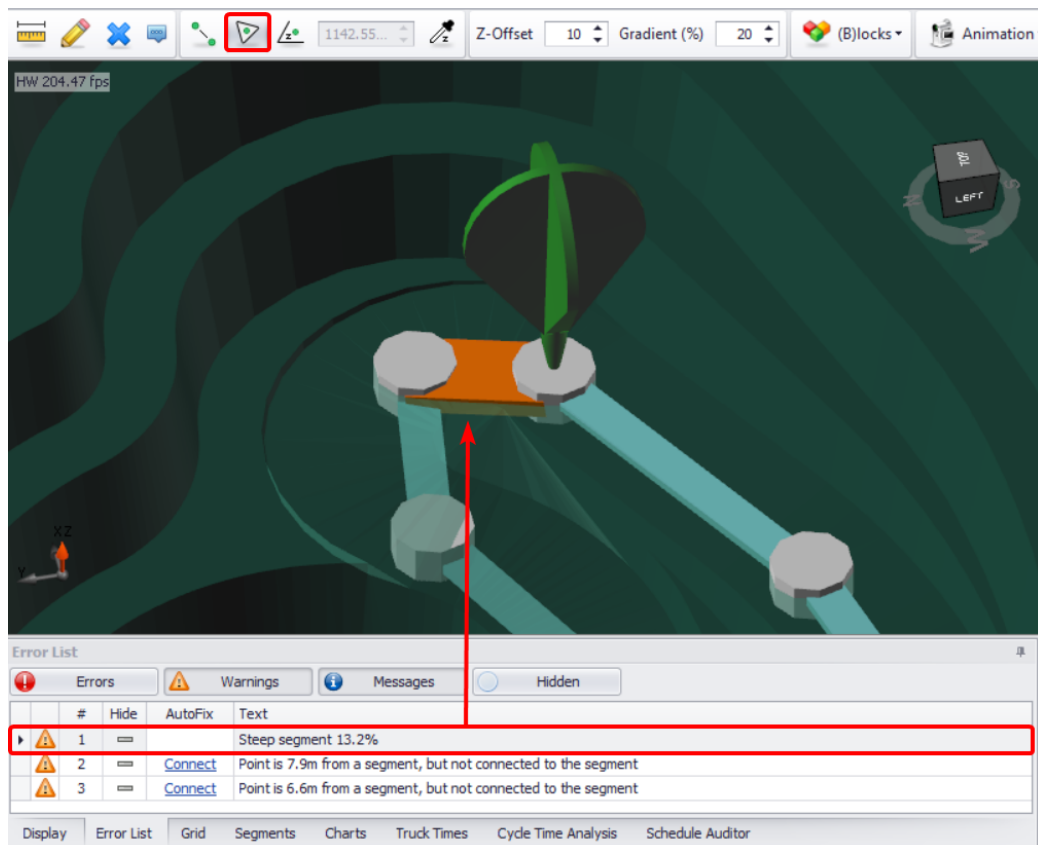 1142.55... Z-Offset 10 Gradient (%) 20 (B)locks Animation
HW 204.47 fps
TOP
LEFT
N
S
W
XZ
Y
Error List
Errors Warnings Messages Hidden
# Hide AutoFix Text
1 Steep segment 13.2%
2 Connect Point is 7.9m from a segment, but not connected to the segment
3 Connect Point is 6.6m from a segment, but not connected to the segment
Display Error List Grid Segments Charts Truck Times Cycle Time Analysis Schedule Auditor